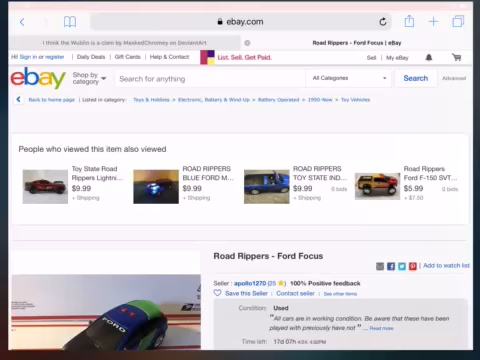 ebay.com
I think the Wublin is a clam by MaskedChromey on DeviantArt
Road Rippers - Ford Focus | eBay
Hi! Sign in or register
Daily Deals
Gift Cards
Help & Contact
List. Sell. Get Paid.
Sell
My eBay
ebay
Shop by category
Search for anything
All Categories
Search
Advanced
Back to home page
Listed in category:
Toys & Hobbies > Electronic, Battery & Wind-Up > Battery Operated > 1950-Now > Toy Vehicles
People who viewed this item also viewed
Toy State Road Rippers Lightni...
$9.99
+ Shipping
ROAD RIPPERS BLUE FORD M...
$9.99
+ Shipping
ROAD RIPPERS TOY STATE IND...
$9.99
0 bids
+ Shipping
Road Rippers Ford F-150 SVT...
$5.99
0 bids
+ $7.50
Road Rippers - Ford Focus
Add to watch list
Seller : apollo1270 (25 ) 100% Positive feedback
Save this Seller
Contact seller
See other items
Condition:
Used
"All cars are in working condition. Be aware that these have been played with previously have not" ... Read more
Time left:
17d 07h
FORD